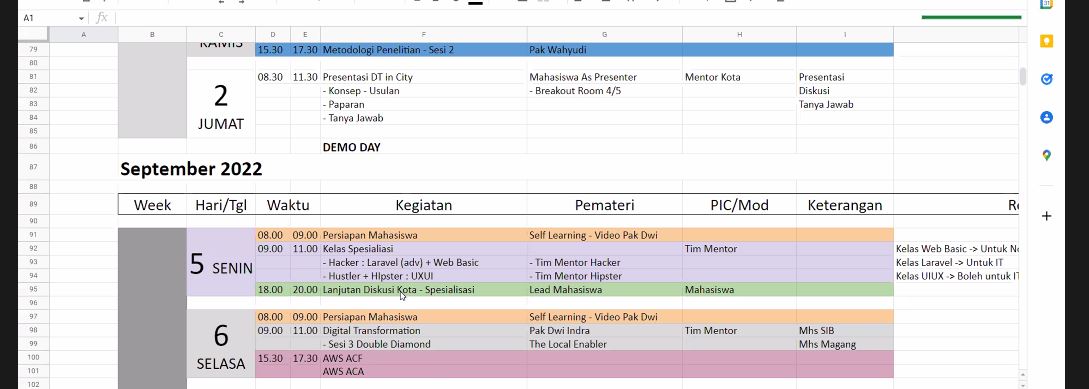 A1 fx
A B C D E F G H I
79 KAMIS 15.30 17.30 Metodologi Penelitian - Sesi 2 Pak Wahyudi
80
81 08.30 11.30 Presentasi DT in City Mahasiswa As Presenter Mentor Kota Presentasi
82 2 - Konsep - Usulan - Breakout Room 4/5 Diskusi
83 - Paparan Tanya Jawab
84 JUMAT - Tanya Jawab
85
86 DEMO DAY
87 September 2022
88
89 Week Hari/Tgl Waktu Kegiatan Pemateri PIC/Mod Keterangan
90
91 08.00 09.00 Persiapan Mahasiswa Self Learning - Video Pak Dwi
92 09.00 11.00 Kelas Spesialiasi Tim Mentor Kelas Web Basic -> Untuk
93 5 SENIN - Hacker : Laravel (adv) + Web Basic - Tim Mentor Hacker Kelas Laravel -> Untuk IT
94 - Hustler + HIpster : UXUI - Tim Mentor Hipster Kelas UIUX -> Boleh untuk
95 18.00 20.00 Lanjutan Diskusi Kota - Spesialisasi Lead Mahasiswa Mahasiswa
96
97 08.00 09.00 Persiapan Mahasiswa Self Learning - Video Pak Dwi
98 6 09.00 11.00 Digital Transformation Pak Dwi Indra Tim Mentor Mhs SIB
99 - Sesi 3 Double Diamond The Local Enabler Mhs Magang
100 SELASA 15.30 17.30 AWS ACF
101 AWS ACA
102
31